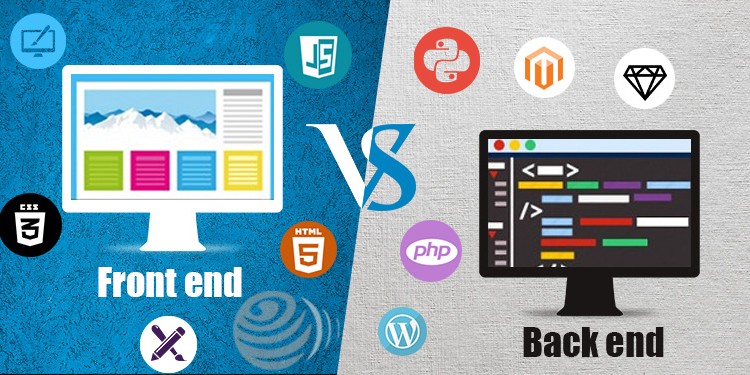 JS
CSS
3
HTML
5
Front end
VS
< >
/>
</>
php
W
Back end